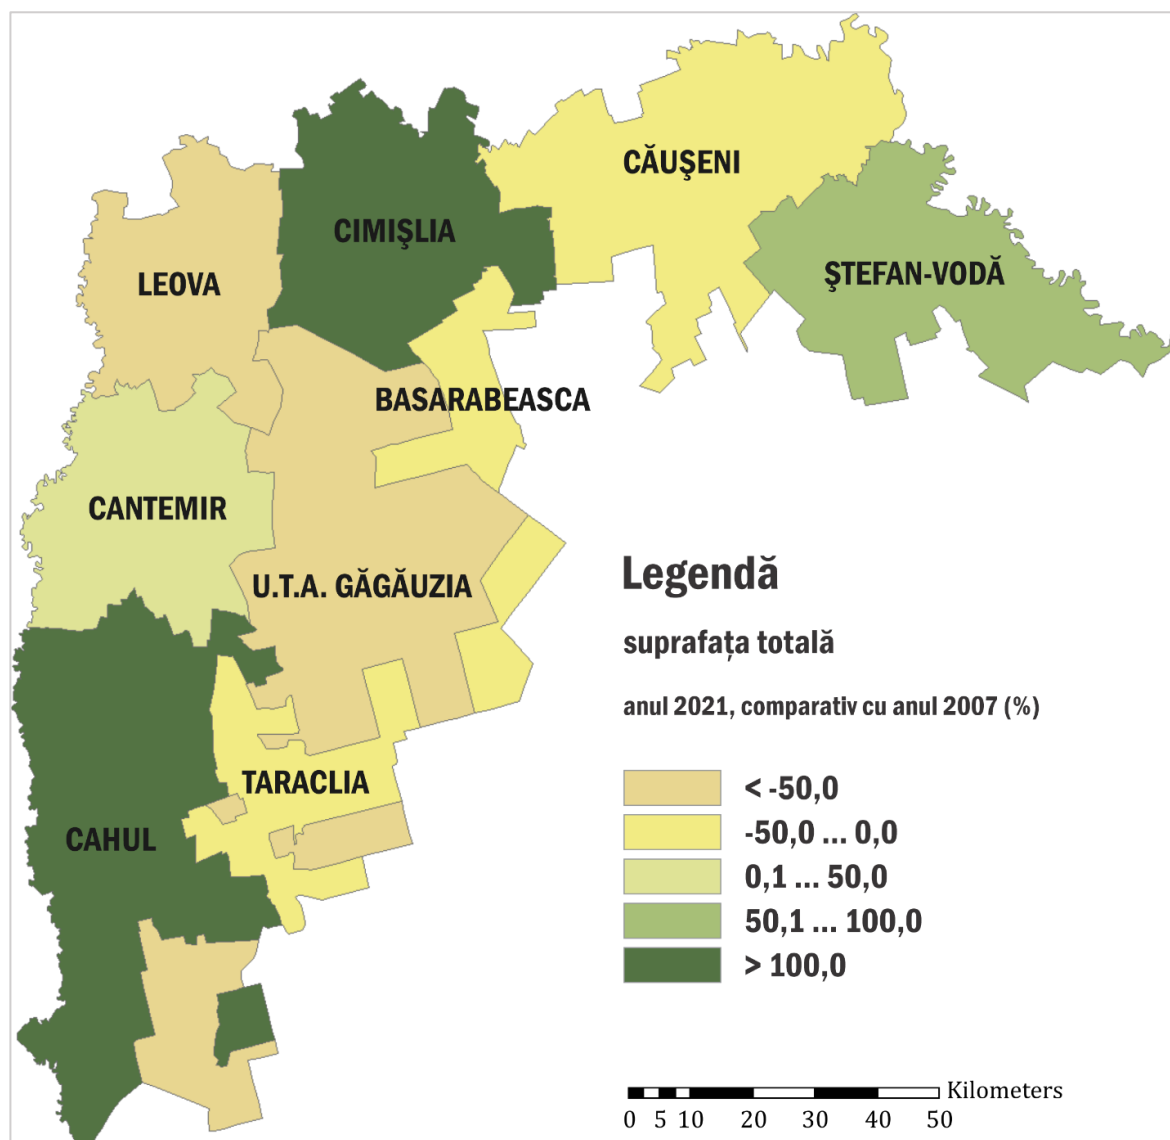 CĂUŞENI
CIMIŞLIA
ŞTEFAN-VODĂ
LEOVA
BASARABEASCA
CANTEMIR
U.T.A. GĂGĂUZIA
TARACLIA
CAHUL
Legendă
suprafața totală
anul 2021, comparativ cu anul 2007 (%)
< -50,0
-50,0 ... 0,0
0,1 ... 50,0
50,1 ... 100,0
> 100,0
Kilometers
0 5 10 20 30 40 50